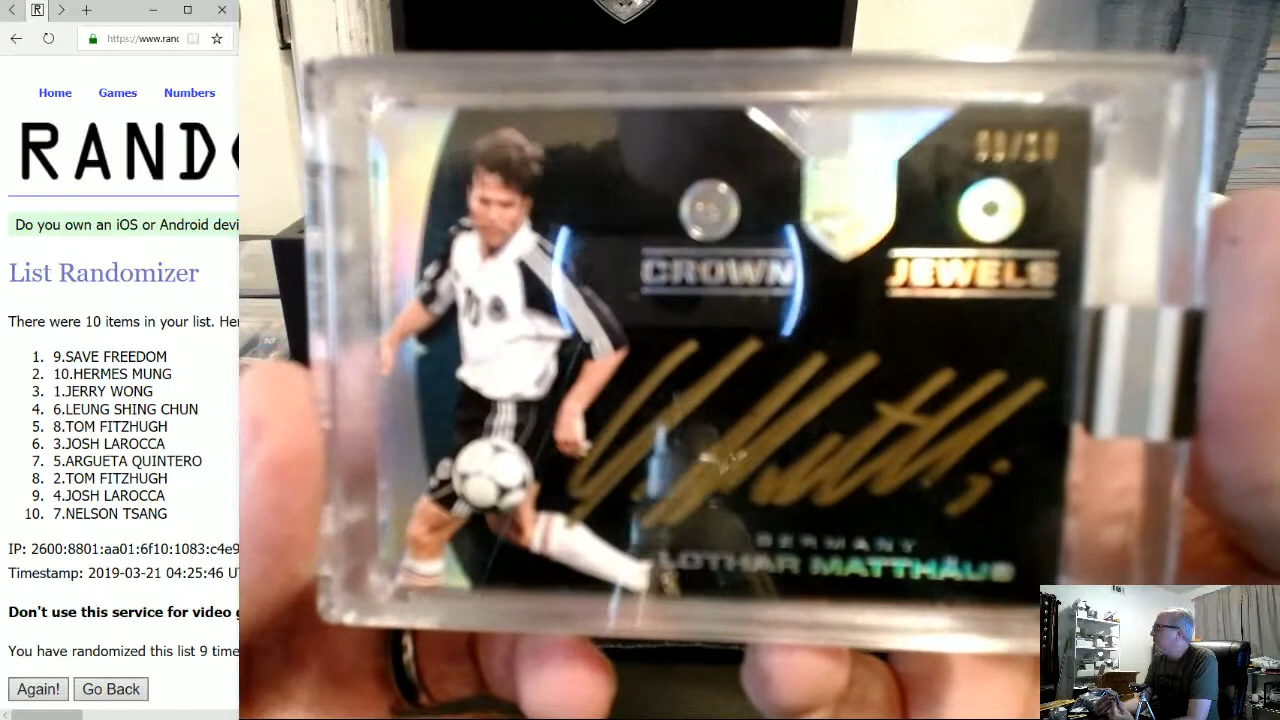 https://www.rand
Home Games Numbers
RANDO
Do you own an iOS or Android devi
List Randomizer
There were 10 items in your list. Her
1. 9.SAVE FREEDOM
2. 10.HERMES MUNG
3. 1.JERRY WONG
4. 6.LEUNG SHING CHUN
5. 8.TOM FITZHUGH
6. 3.JOSH LAROCCA
7. 5.ARGUETA QUINTERO
8. 2.TOM FITZHUGH
9. 4.JOSH LAROCCA
10. 7.NELSON TSANG
IP: 2600:8801:aa01:6f10:1083:c4e9
Timestamp: 2019-03-21 04:25:46 U
Don't use this service for video g
You have randomized this list 9 time
Again! Go Back
CROWN JEWELS
10
GERMANY
LOTHAR MATTHÄUS